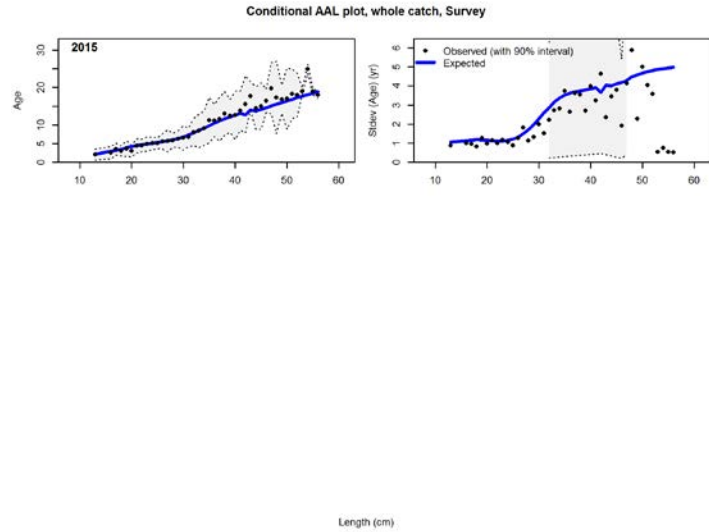 Conditional AAL plot, whole catch, Survey
2015
Age
0
5
10
20
30
10 20 30 40 50 60
Observed (with 90% interval)
Expected
Stdev (Age) (yr)
0
1
2
3
4
5
6
10 20 30 40 50 60
Length (cm)